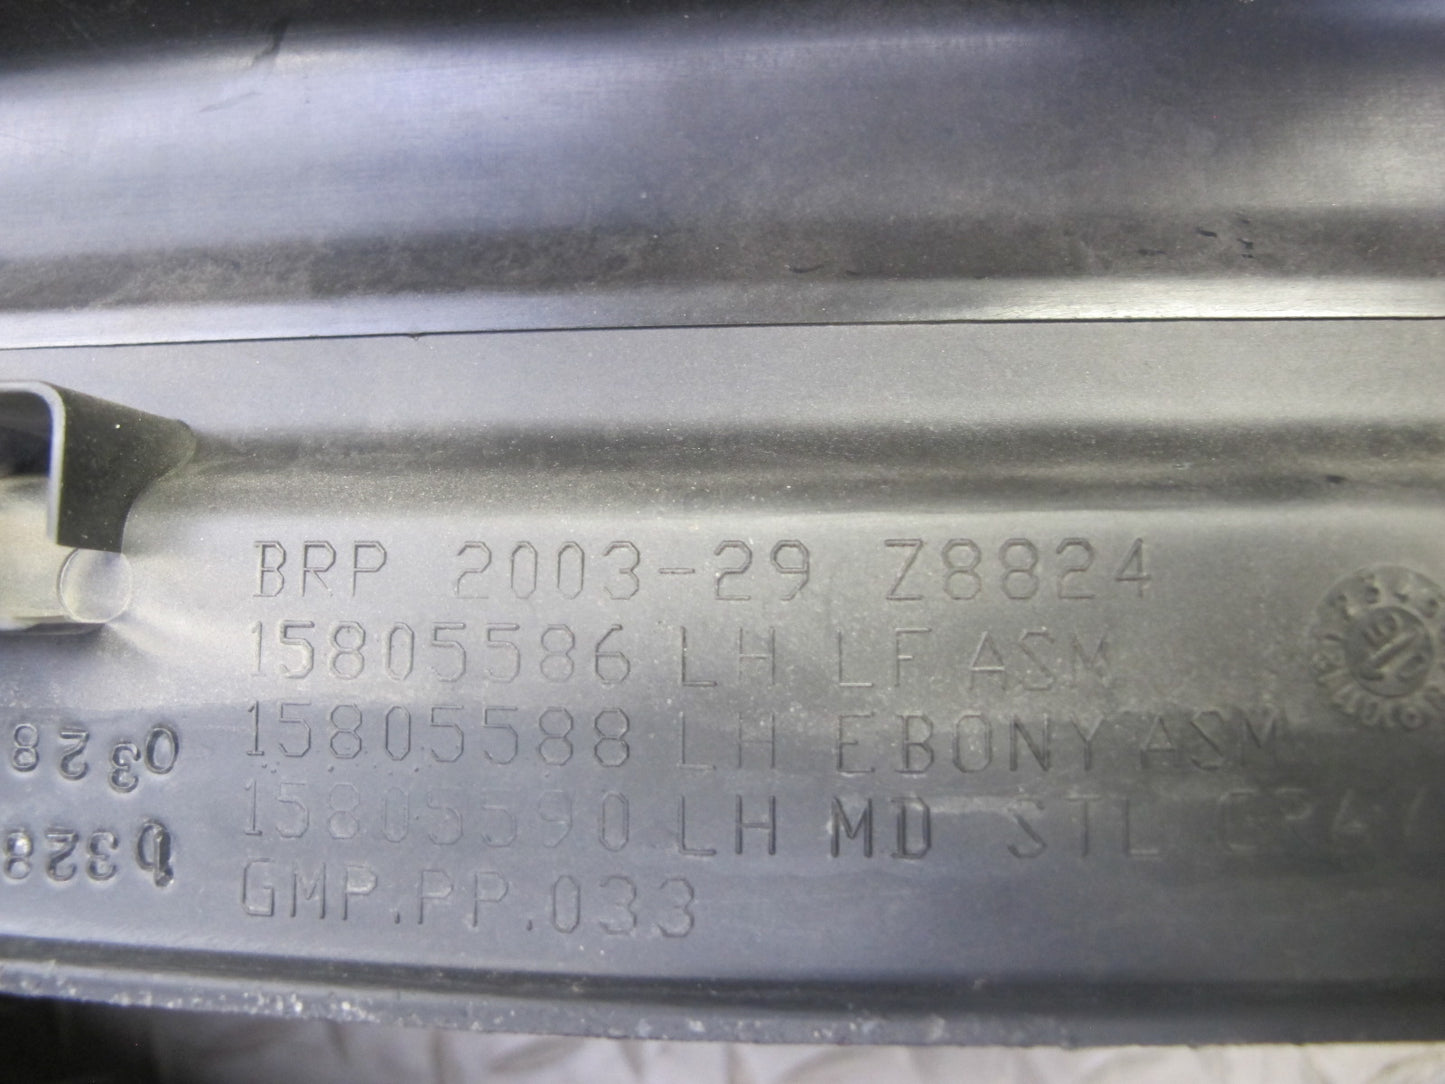 BRP 2003-29 Z8824
15805586 LH LF ASM
15805588 LH EBONY ASM
15805590 LH MD STL
GMP.PP.033
0328